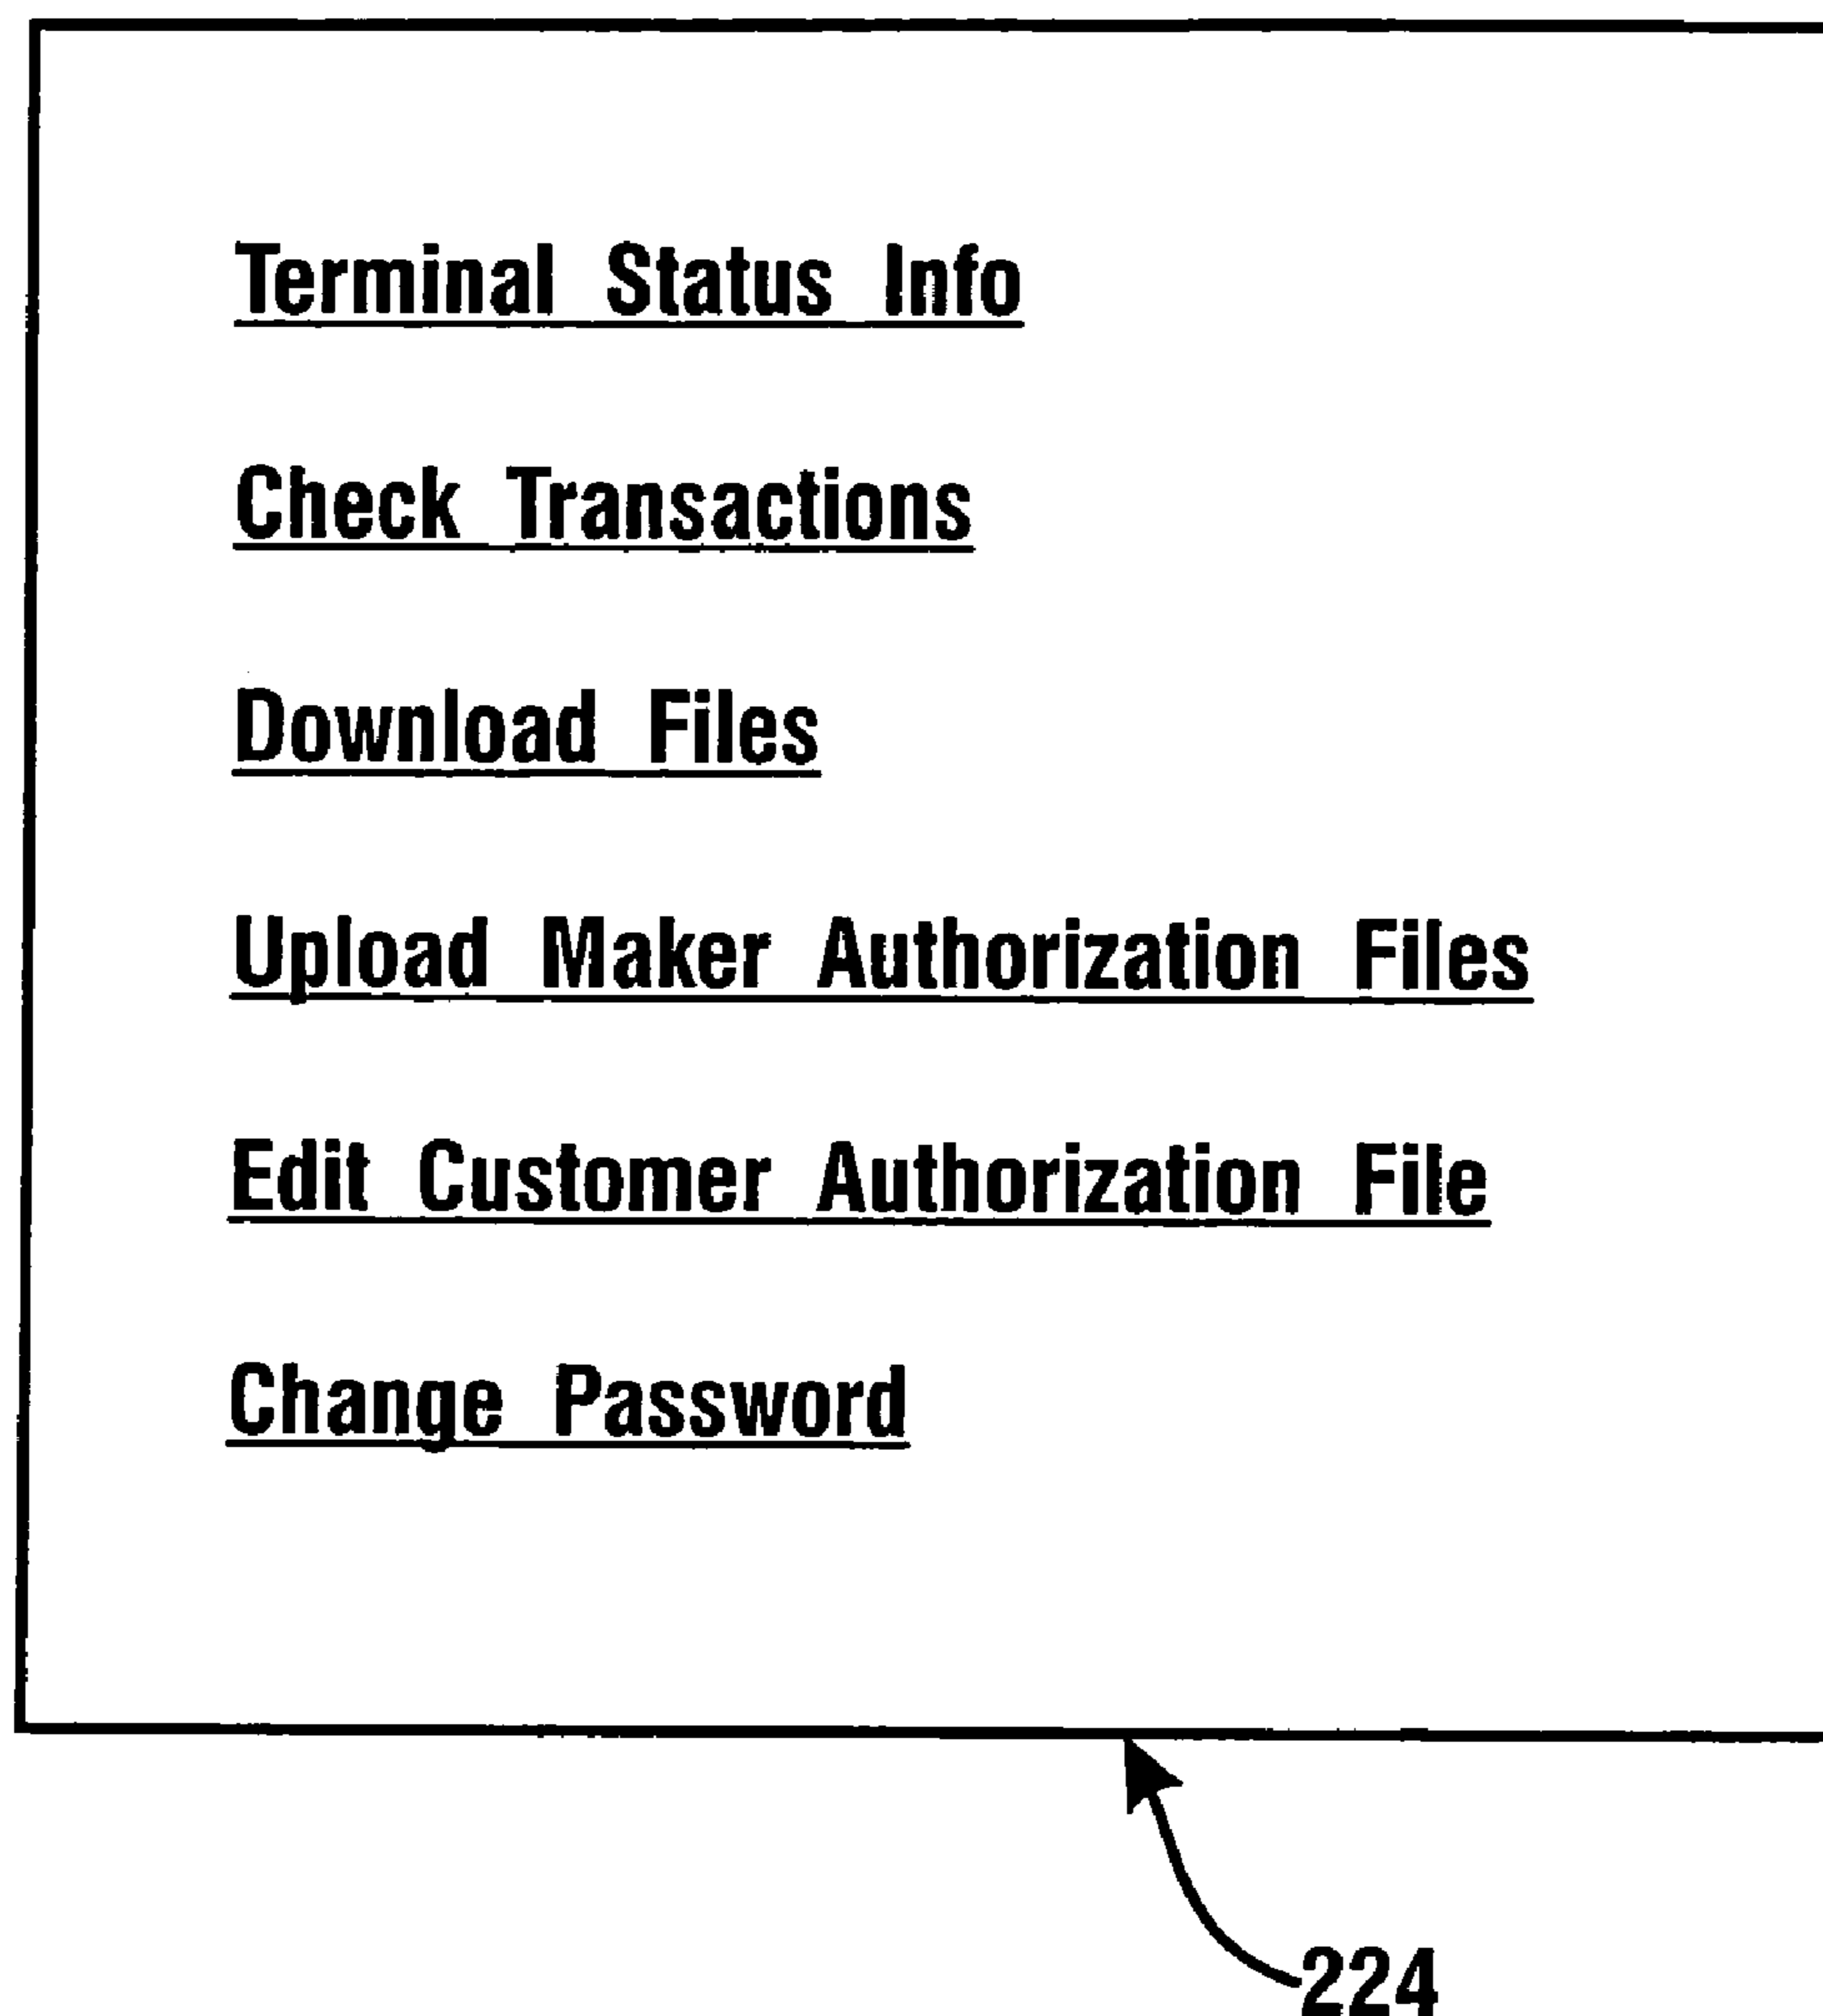 Terminal Status Info
Check Transactions
Download Files
Upload Maker Authorization Files
Edit Customer Authorization File
Change Password
224